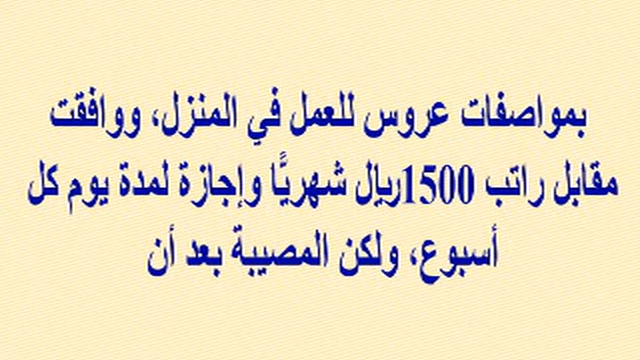 بمواصفات عروس للعمل في المنزل، ووافقت
مقابل راتب 1500ريال شهريًّا وإجازة لمدة يوم كل
أسبوع، ولكن المصيبة بعد أن